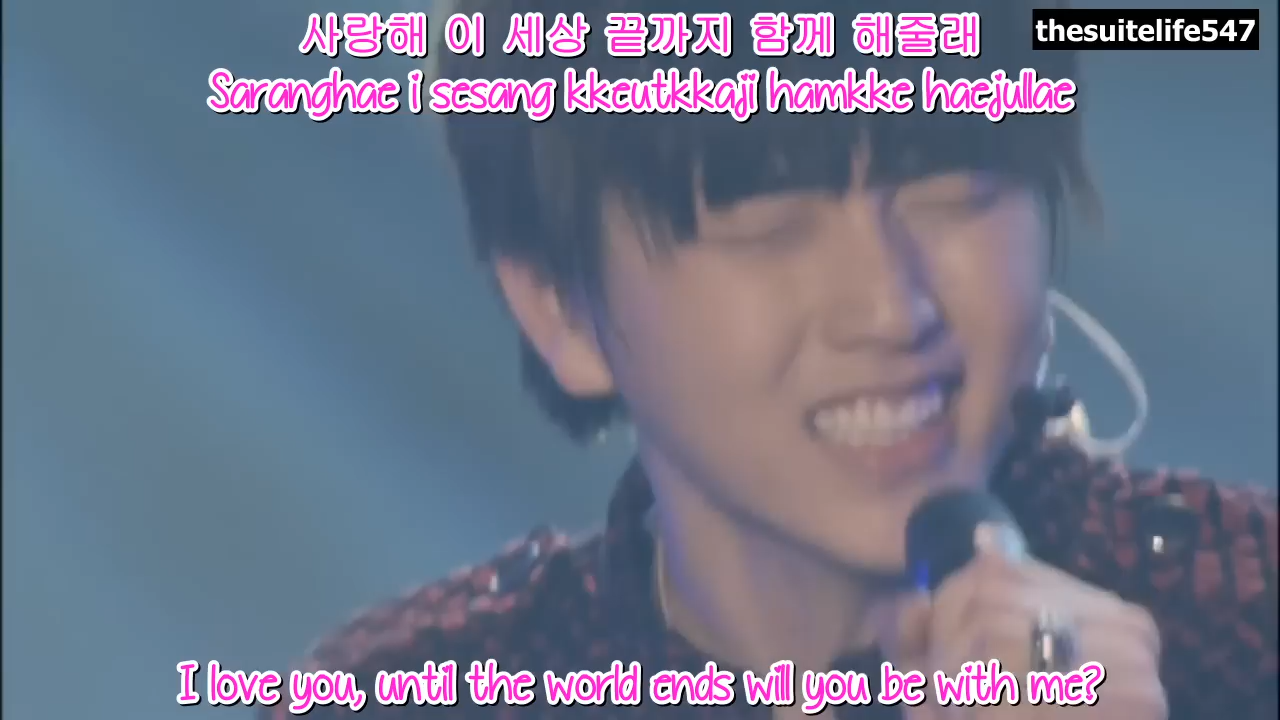 사랑해 이 세상 끝까지 함께 해줄래
thesuitelife547
Saranghae i sesang kkeutkkaji hamkke haejullae
I love you, until the world ends will you be with me?